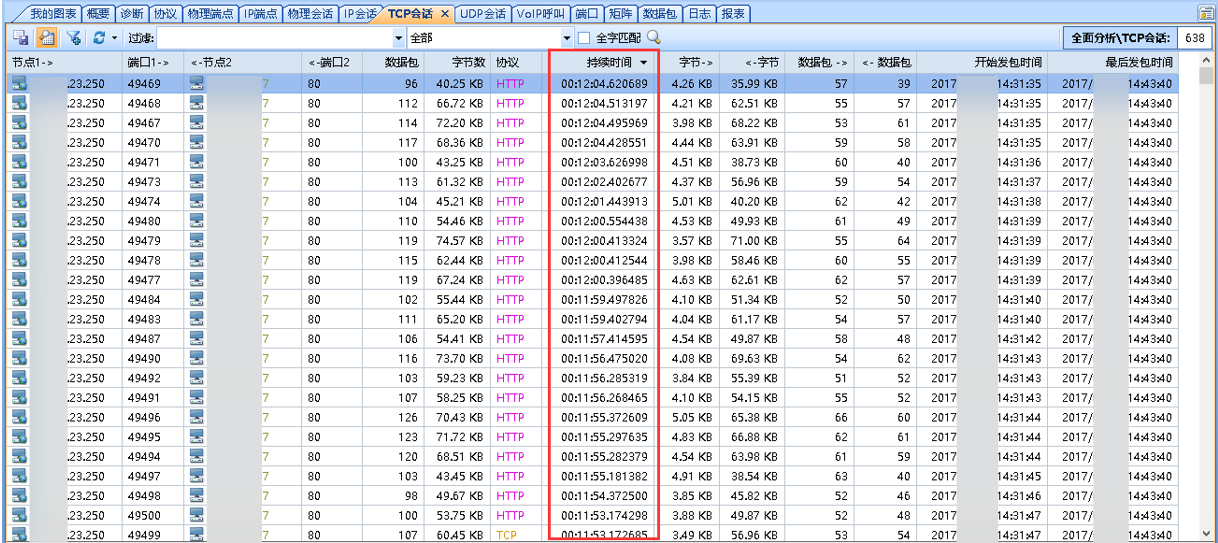 我的图表 概要 诊断 协议 物理端点 IP端点 物理会话 IP会话 TCP会话 UDP会话 VoIP呼叫 端口 矩阵 数据包 日志 报表
过滤: 全部 全字匹配 全面分析\TCP会话: 638
节点1-> 端口1-> <-节点2 <-端口2 数据包 字节数 协议 持续时间 字节-> <-字节 数据包 -> <- 数据包 开始发包时间 最后发包时间
.23.250 49469 7 80 96 40.25 KB HTTP 00:12:04.620689 4.26 KB 35.99 KB 57 39 2017 14:31:35 2017/ 14:43:40
.23.250 49468 7 80 112 66.72 KB HTTP 00:12:04.513197 4.21 KB 62.51 KB 55 57 2017 14:31:35 2017/ 14:43:40
.23.250 49467 7 80 114 72.20 KB HTTP 00:12:04.495969 3.98 KB 68.22 KB 53 61 2017 14:31:35 2017/ 14:43:40
.23.250 49470 7 80 117 68.36 KB HTTP 00:12:04.428551 4.44 KB 63.91 KB 59 58 2017 14:31:35 2017/ 14:43:40
.23.250 49471 7 80 100 43.25 KB HTTP 00:12:03.626998 4.51 KB 38.73 KB 60 40 2017 14:31:36 2017/ 14:43:40
.23.250 49473 7 80 113 61.32 KB HTTP 00:12:02.402677 4.37 KB 56.96 KB 59 54 2017 14:31:37 2017/ 14:43:40
.23.250 49474 7 80 104 45.21 KB HTTP 00:12:01.443913 5.01 KB 40.20 KB 62 42 2017 14:31:38 2017/ 14:43:40
.23.250 49480 7 80 110 54.46 KB HTTP 00:12:00.554438 4.53 KB 49.93 KB 61 49 2017 14:31:39 2017/ 14:43:40
.23.250 49479 7 80 119 74.57 KB HTTP 00:12:00.413324 3.57 KB 71.00 KB 55 64 2017 14:31:39 2017/ 14:43:40
.23.250 49478 7 80 115 62.44 KB HTTP 00:12:00.412544 3.98 KB 58.46 KB 60 55 2017 14:31:39 2017/ 14:43:40
.23.250 49477 7 80 119 67.24 KB HTTP 00:12:00.396485 4.63 KB 62.61 KB 62 57 2017 14:31:39 2017/ 14:43:40
.23.250 49484 7 80 102 55.44 KB HTTP 00:11:59.497826 4.10 KB 51.34 KB 52 50 2017 14:31:40 2017/ 14:43:40
.23.250 49483 7 80 111 65.20 KB HTTP 00:11:59.402794 4.04 KB 61.17 KB 54 57 2017 14:31:40 2017/ 14:43:40
.23.250 49487 7 80 106 54.41 KB HTTP 00:11:57.414595 4.54 KB 49.87 KB 58 48 2017 14:31:42 2017/ 14:43:40
.23.250 49490 7 80 116 73.70 KB HTTP 00:11:56.475020 4.08 KB 69.63 KB 54 62 2017 14:31:43 2017/ 14:43:40
.23.250 49492 7 80 103 59.23 KB HTTP 00:11:56.285319 3.84 KB 55.39 KB 51 52 2017 14:31:43 2017/ 14:43:40
.23.250 49491 7 80 107 58.25 KB HTTP 00:11:56.268465 4.10 KB 54.15 KB 55 52 2017 14:31:43 2017/ 14:43:40
.23.250 49496 7 80 126 70.43 KB HTTP 00:11:55.372609 5.05 KB 65.38 KB 66 60 2017 14:31:44 2017/ 14:43:40
.23.250 49495 7 80 123 71.72 KB HTTP 00:11:55.297635 4.83 KB 66.88 KB 62 61 2017 14:31:44 2017/ 14:43:40
.23.250 49494 7 80 120 68.51 KB HTTP 00:11:55.282379 4.54 KB 63.98 KB 61 59 2017 14:31:44 2017/ 14:43:40
.23.250 49497 7 80 103 43.45 KB HTTP 00:11:55.181382 4.91 KB 38.54 KB 63 40 2017 14:31:45 2017/ 14:43:40
.23.250 49498 7 80 98 49.67 KB HTTP 00:11:54.372500 3.85 KB 45.82 KB 52 46 2017 14:31:46 2017/ 14:43:40
.23.250 49500 7 80 100 53.75 KB HTTP 00:11:53.174298 3.88 KB 49.87 KB 52 48 2017 14:31:47 2017/ 14:43:40
.23.250 49499 7 80 107 60.45 KB TCP 00:11:53.172685 3.49 KB 56.96 KB 53 54 2017 14:31:47 2017/ 14:43:40